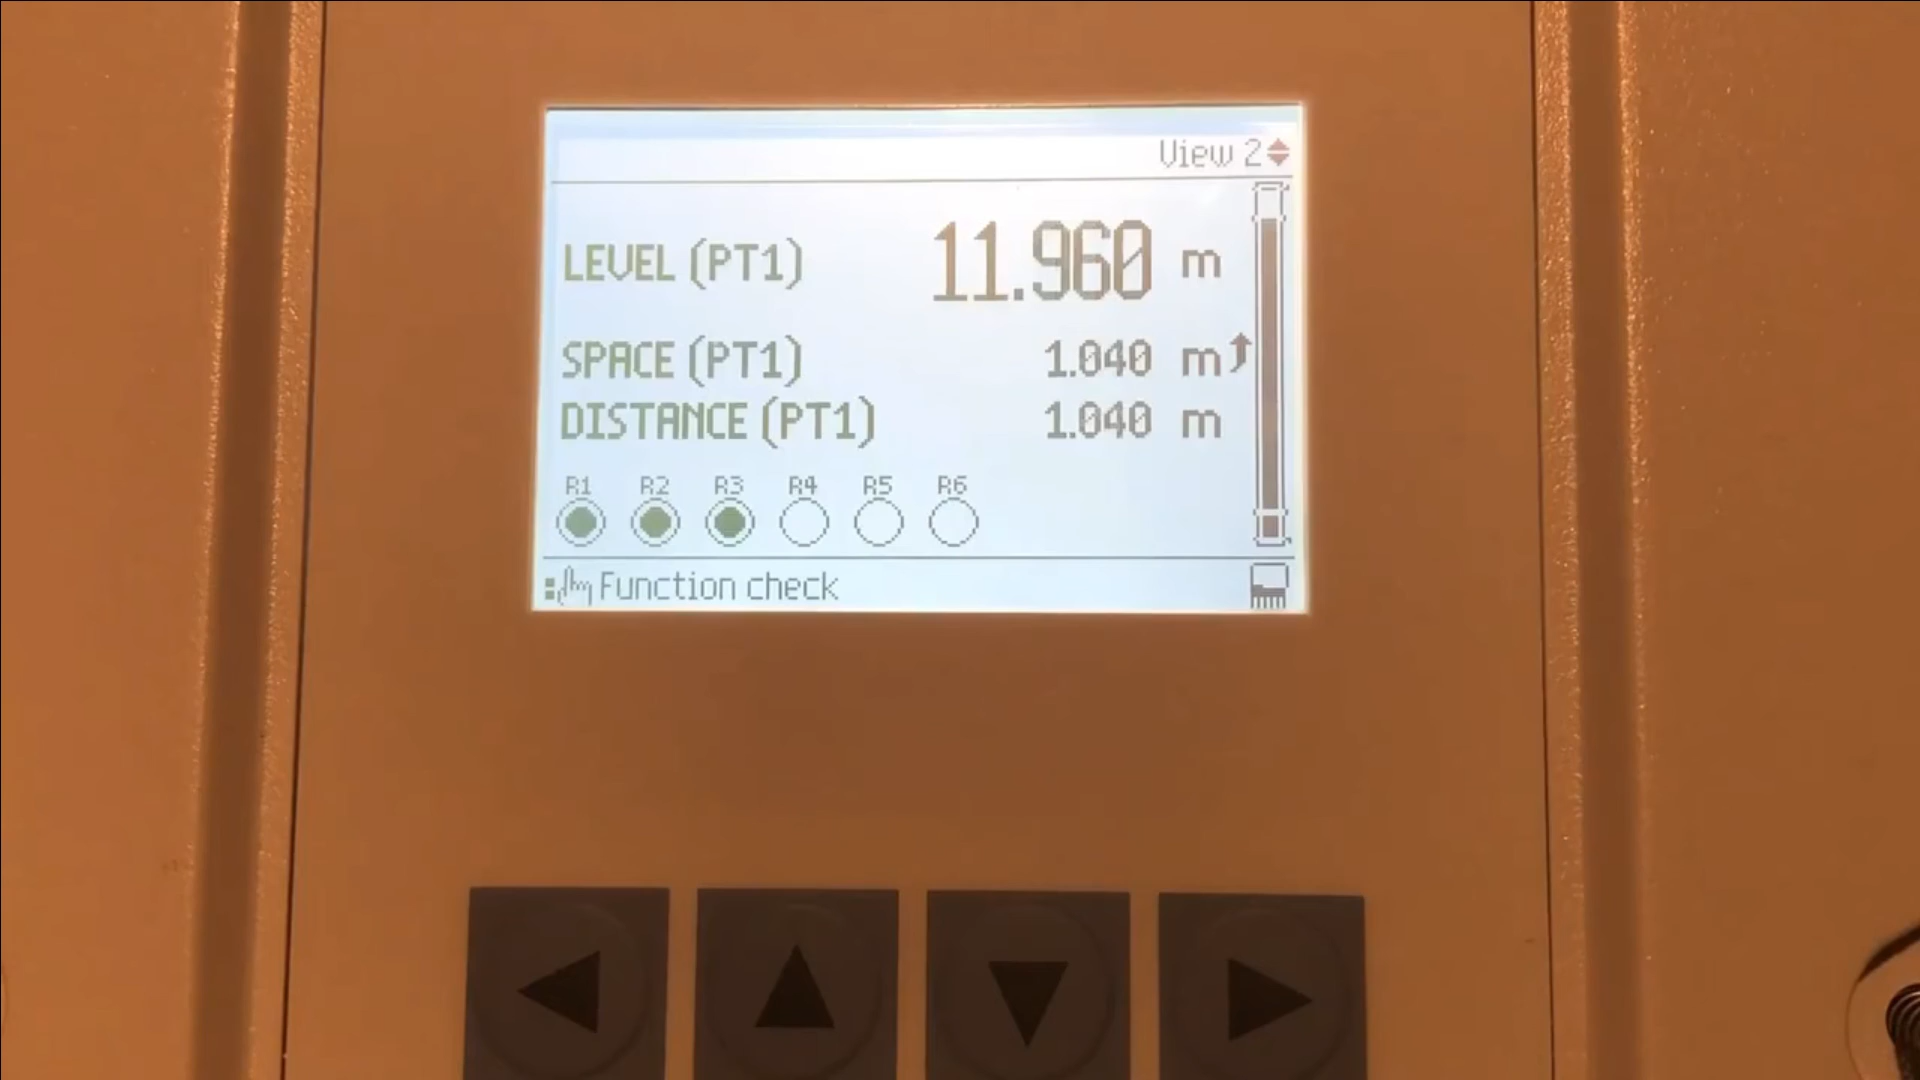 View 2
LEVEL (PT1) 11.960 m
SPACE (PT1) 1.040 m
DISTANCE (PT1) 1.040 m
R1 R2 R3 R4 R5 R6
Function check